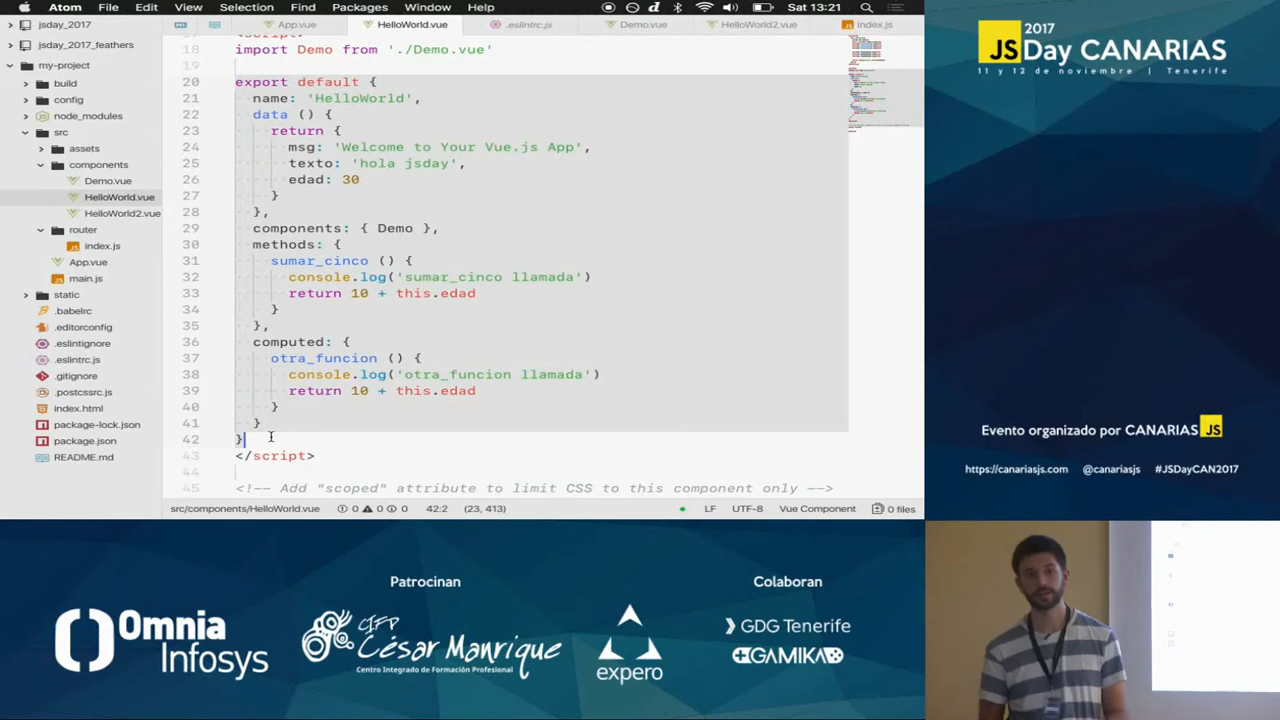 Atom File Edit View Selection Find Packages Window Help Sat 13:21
jsday_2017
jsday_2017_feathers
my-project
build
config
node_modules
src
assets
components
Demo.vue
HelloWorld.vue
HelloWorld2.vue
router
index.js
App.vue
main.js
static
.babelrc
.editorconfig
.eslintignore
.eslintrc.js
.gitignore
.postcssrc.js
index.html
package-lock.json
package.json
README.md
App.vue HelloWorld.vue .eslintrc.js Demo.vue HelloWorld2.vue index.js
18 import Demo from './Demo.vue'
19
20 export default {
21 name: 'HelloWorld',
22 data () {
23 return {
24 msg: 'Welcome to Your Vue.js App',
25 texto: 'hola jsday',
26 edad: 30
27 }
28 },
29 components: { Demo },
30 methods: {
31 sumar_cinco () {
32 console.log('sumar_cinco llamada')
33 return 10 + this.edad
34 }
35 },
36 computed: {
37 otra_funcion () {
38 console.log('otra_funcion llamada')
39 return 10 + this.edad
40 }
41 }
42 }
43 </script>
44
45 <!-- Add "scoped" attribute to limit CSS to this component only -->
src/components/HelloWorld.vue 0 0 0 42:2 (23, 413) LF UTF-8 Vue Component 0 files
2017
JSDay CANARIAS
11 y 12 de noviembre | Tenerife
Evento organizado por CANARIAS JS
https://canariasjs.com @canariasjs #JSDayCAN2017
Patrocinan
Omnia
Infosys
CIFP
César Manrique
Centro Integrado de Formación Profesional
expero
Colaboran
GDG Tenerife
GAMIKA